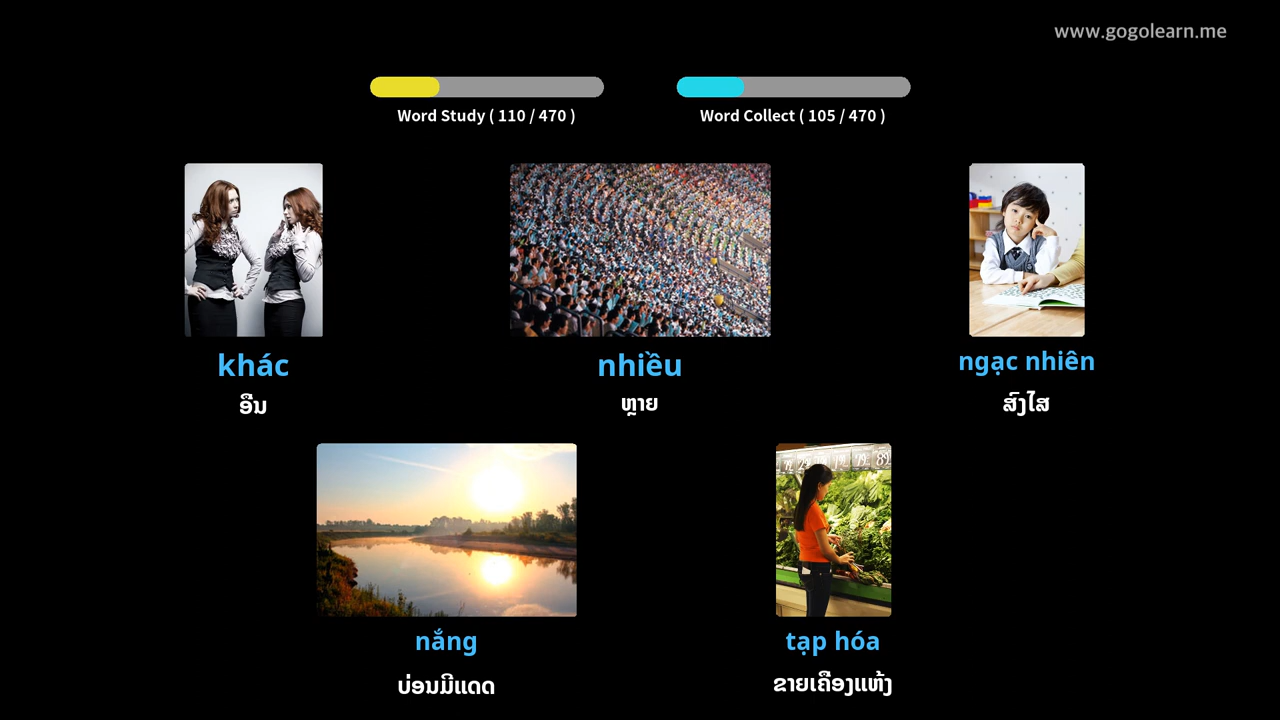 www.gogolearn.me
Word Study ( 110 / 470 )
Word Collect ( 105 / 470 )
khác
nhiều
ngạc nhiên
ອື່ນ
ຫຼາຍ
ສົງໄສ
nắng
tạp hóa
ບ່ອນມີແດດ
ຂາຍເຄື່ອງແຫ້ງ